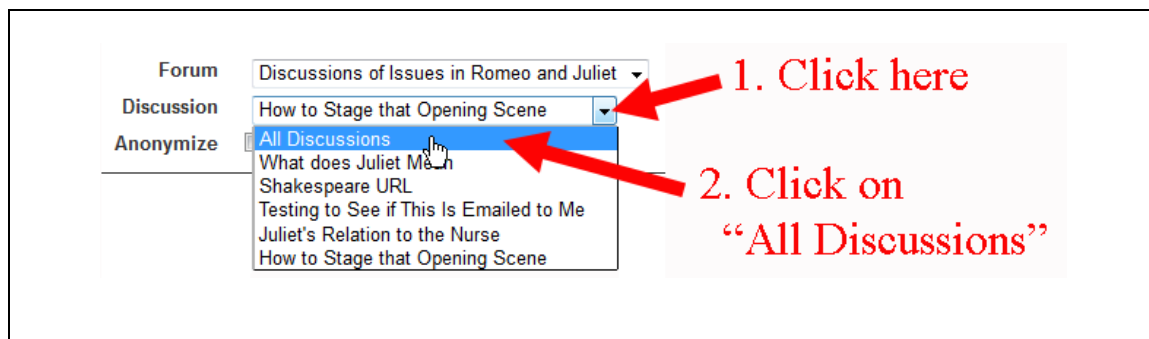 Forum Discussions of Issues in Romeo and Juliet
1. Click here
Discussion How to Stage that Opening Scene
Anonymize All Discussions
What does Juliet Mean
Shakespeare URL
2. Click on
Testing to See if This Is Emailed to Me
Juliet's Relation to the Nurse
“All Discussions”
How to Stage that Opening Scene